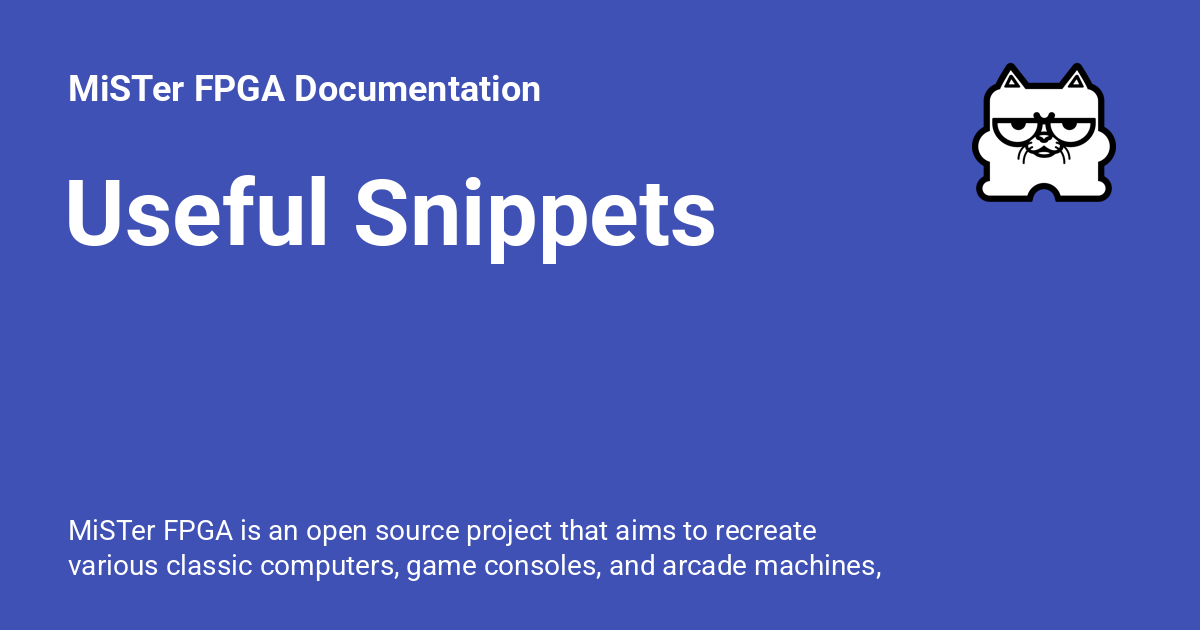 MiSTer FPGA Documentation
Useful Snippets
MiSTer FPGA is an open source project that aims to recreate
various classic computers, game consoles, and arcade machines,